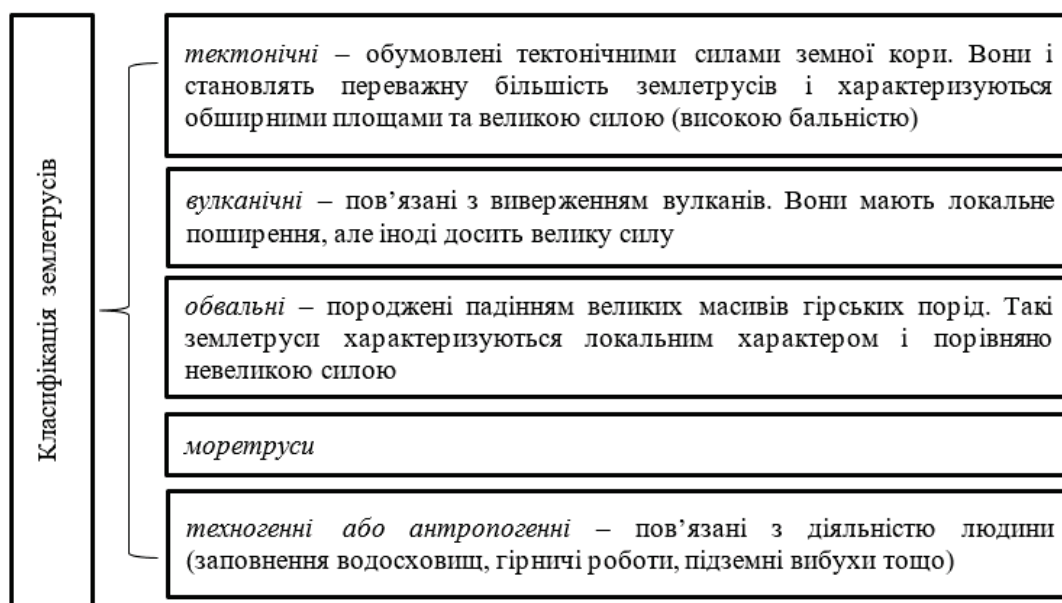 Класифікація землетрусів
тектонічні – обумовлені тектонічними силами земної кори. Вони і
становлять переважну більшість землетрусів і характеризуються
обширними площами та великою силою (високою бальністю)
вулканічні – пов’язані з виверженням вулканів. Вони мають локальне
поширення, але іноді досить велику силу
обвальні – породжені падінням великих масивів гірських порід. Такі
землетруси характеризуються локальним характером і порівняно
невеликою силою
моретруси
техногенні або антропогенні – пов’язані з діяльністю людини
(заповнення водосховищ, гірничі роботи, підземні вибухи тощо)